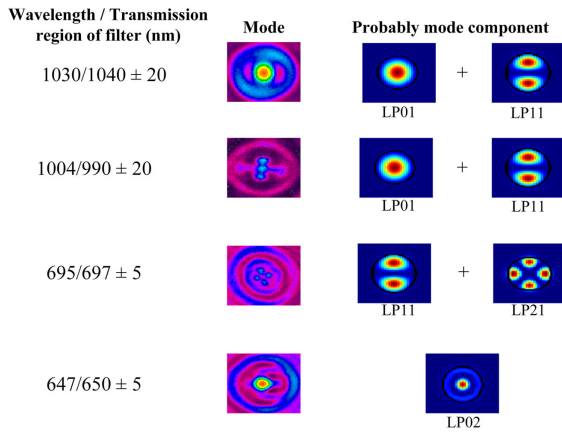 Wavelength / Transmission
region of filter (nm)
Mode
Probably mode component
1030/1040 ± 20
+
LP01
LP11
1004/990 ± 20
+
LP01
LP11
695/697 ± 5
+
LP11
LP21
647/650 ± 5
LP02